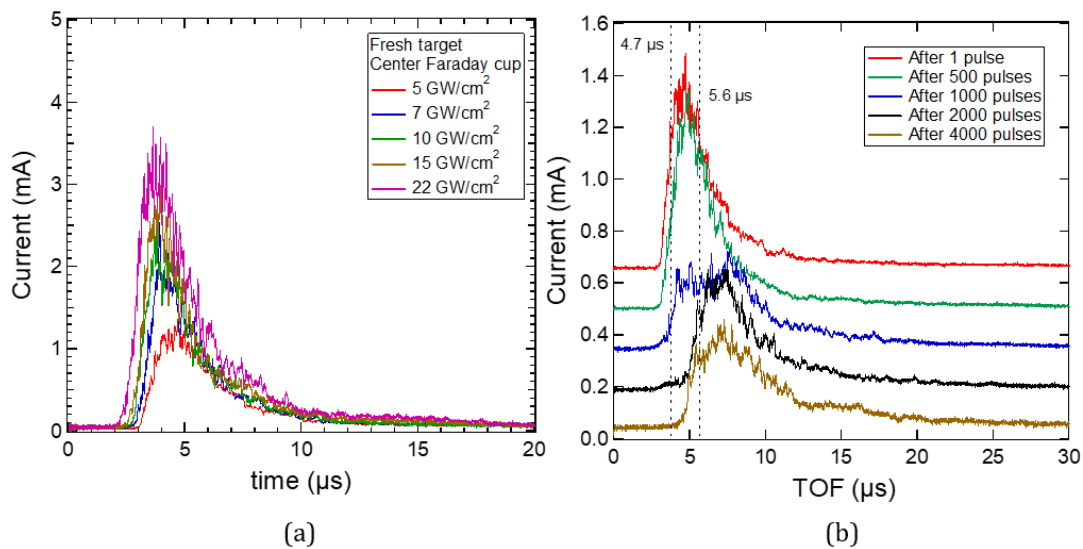 5
4
3
2
1
0
Current (mA)
0
5
10
15
20
time (µs)
Fresh target
Center Faraday cup
5 GW/cm²
7 GW/cm²
10 GW/cm²
15 GW/cm²
22 GW/cm²
(a)
1.6
1.4
1.2
1.0
0.8
0.6
0.4
0.2
0.0
Current (mA)
0
5
10
15
20
25
30
TOF (µs)
4.7 µs
5.6 µs
After 1 pulse
After 500 pulses
After 1000 pulses
After 2000 pulses
After 4000 pulses
(b)